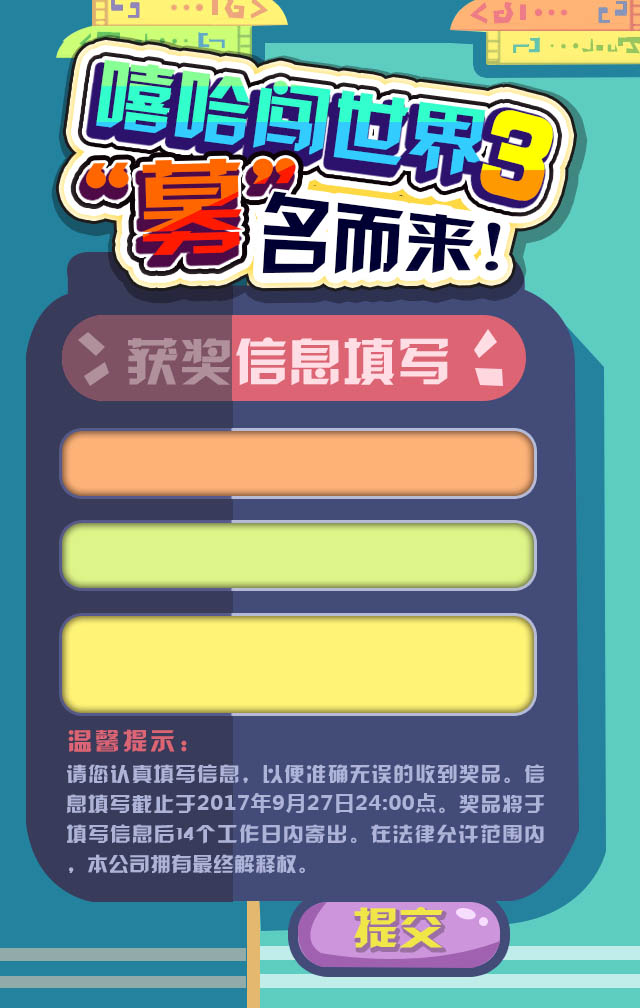 嘻哈闯世界3
“募”名而来!
获奖信息填写
温馨提示：
请您认真填写信息，以便准确无误的收到奖品。信
息填写截止于2017年9月27日24:00点。奖品将于
填写信息后14个工作日内寄出。在法律允许范围内
，本公司拥有最终解释权。
提交